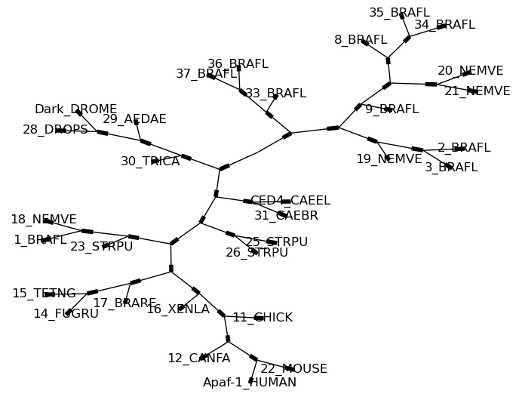 35_BRAFL
34_BRAFL
8_BRAFL
36_BRAFL
37_BRAFL
20_NEMVE
21_NEMVE
33_BRAFL
9_BRAFL
Dark_DROME
29_AEDAE
28_DROPS
30_TRICA
19_NEMVE
2_BRAFL
3_BRAFL
CED4_CAEEL
31_CAEBR
18_NEMVE
1_BRAFL
23_STRPU
25_STRPU
26_STRPU
15_TETNG
17_BRARE
14_FUGRU
16_XENLA
11_CHICK
12_CANFA
22_MOUSE
Apaf-1_HUMAN